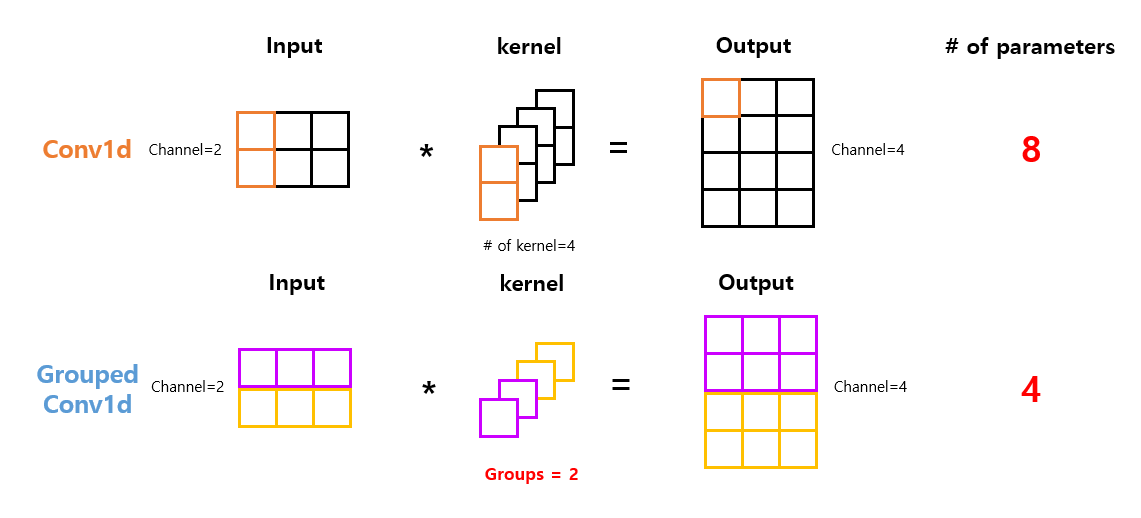 Input kernel Output # of parameters
Conv1d Channel=2 * = Channel=4 8
# of kernel=4
Input kernel Output
Grouped
Conv1d Channel=2 * = Channel=4 4
Groups = 2